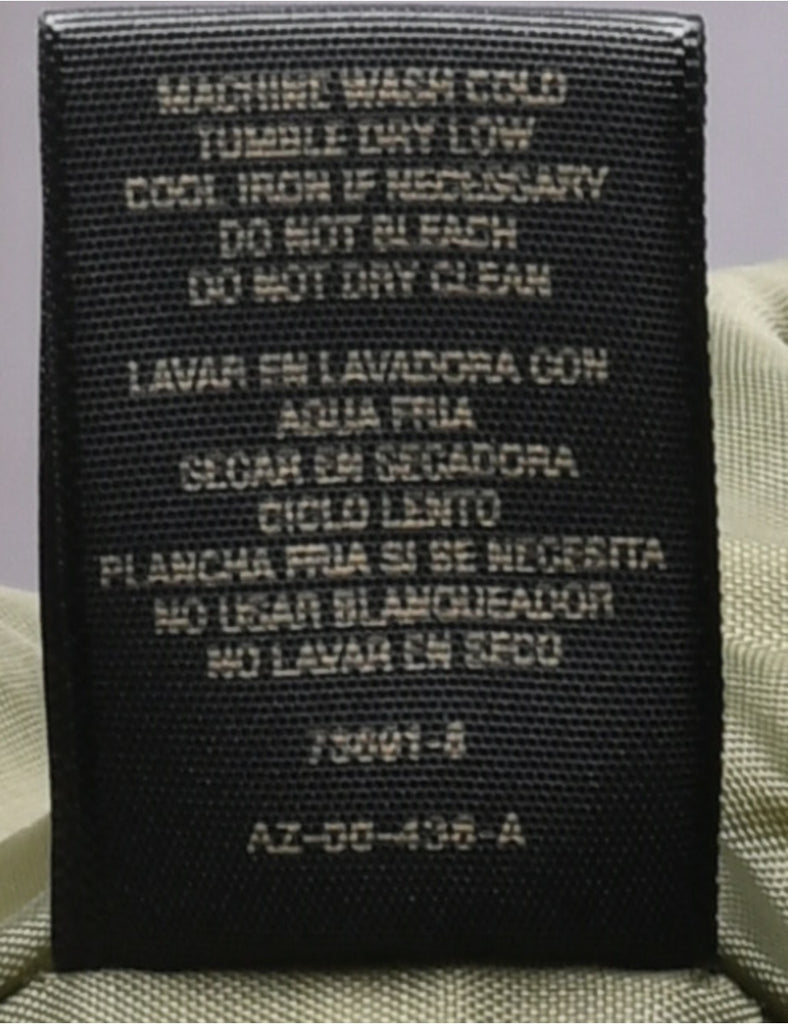 MACHINE WASH COLD
TUMBLE DRY LOW
COOL IRON IF NECESSARY
DO NOT BLEACH
DO NOT DRY CLEAN
LAVAR EN LAVADORA CON
AGUA FRIA
SECAR EN SECADORA
CICLO LENTO
PLANCHA FRIA SI SE NECESITA
NO USAR BLANQUEADOR
NO LAVAR EN SECO